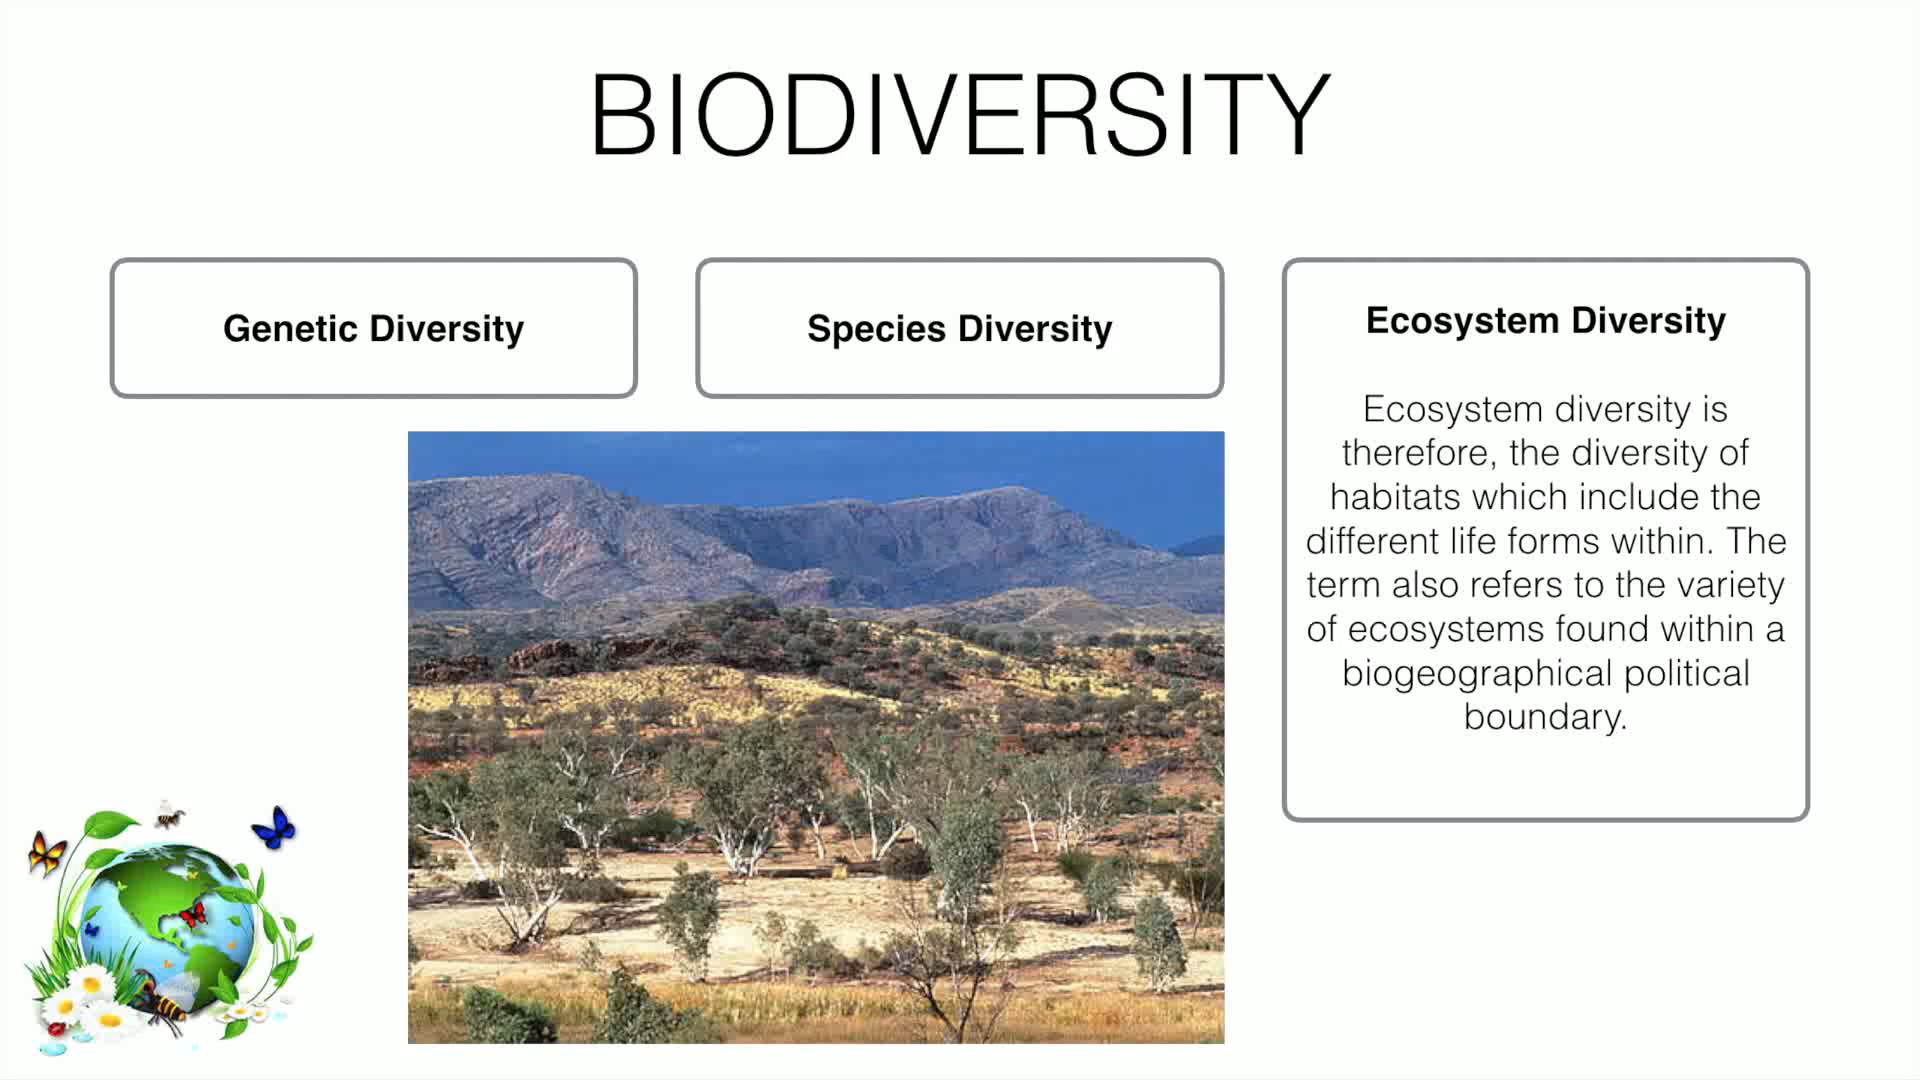 BIODIVERSITY
Genetic Diversity
Species Diversity
Ecosystem Diversity
Ecosystem diversity is
therefore, the diversity of
habitats which include the
different life forms within. The
term also refers to the variety
of ecosystems found within a
biogeographical political
boundary.